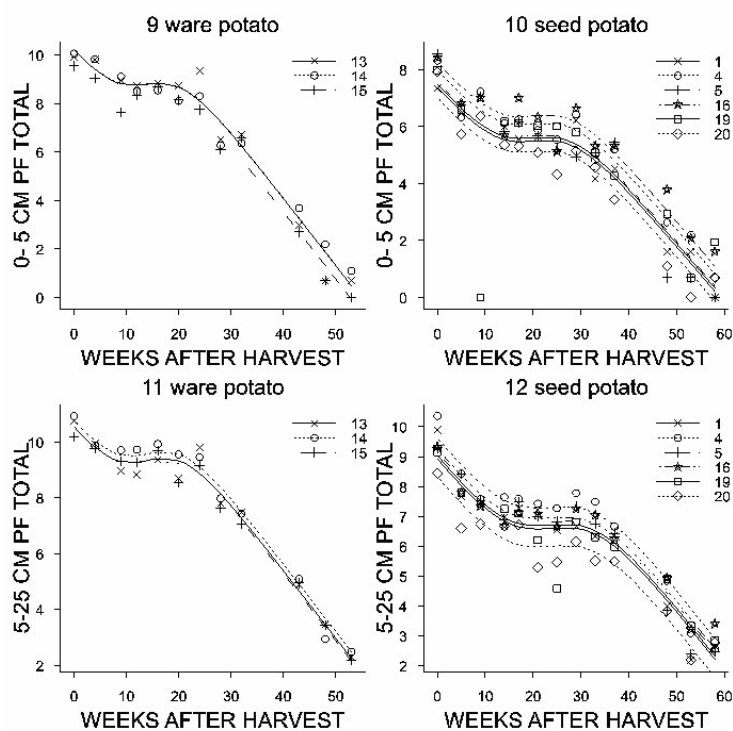 9 ware potato
0- 5 CM PF TOTAL
10
8
6
4
2
0
13
14
15
0 10 20 30 40 50
WEEKS AFTER HARVEST
10 seed potato
0- 5 CM PF TOTAL
8
6
4
2
0
1
4
5
16
19
20
0 10 20 30 40 50 60
WEEKS AFTER HARVEST
11 ware potato
5-25 CM PF TOTAL
10
8
6
4
2
13
14
15
0 10 20 30 40 50
WEEKS AFTER HARVEST
12 seed potato
5-25 CM PF TOTAL
10
9
8
7
6
5
4
3
2
1
4
5
16
19
20
0 10 20 30 40 50 60
WEEKS AFTER HARVEST